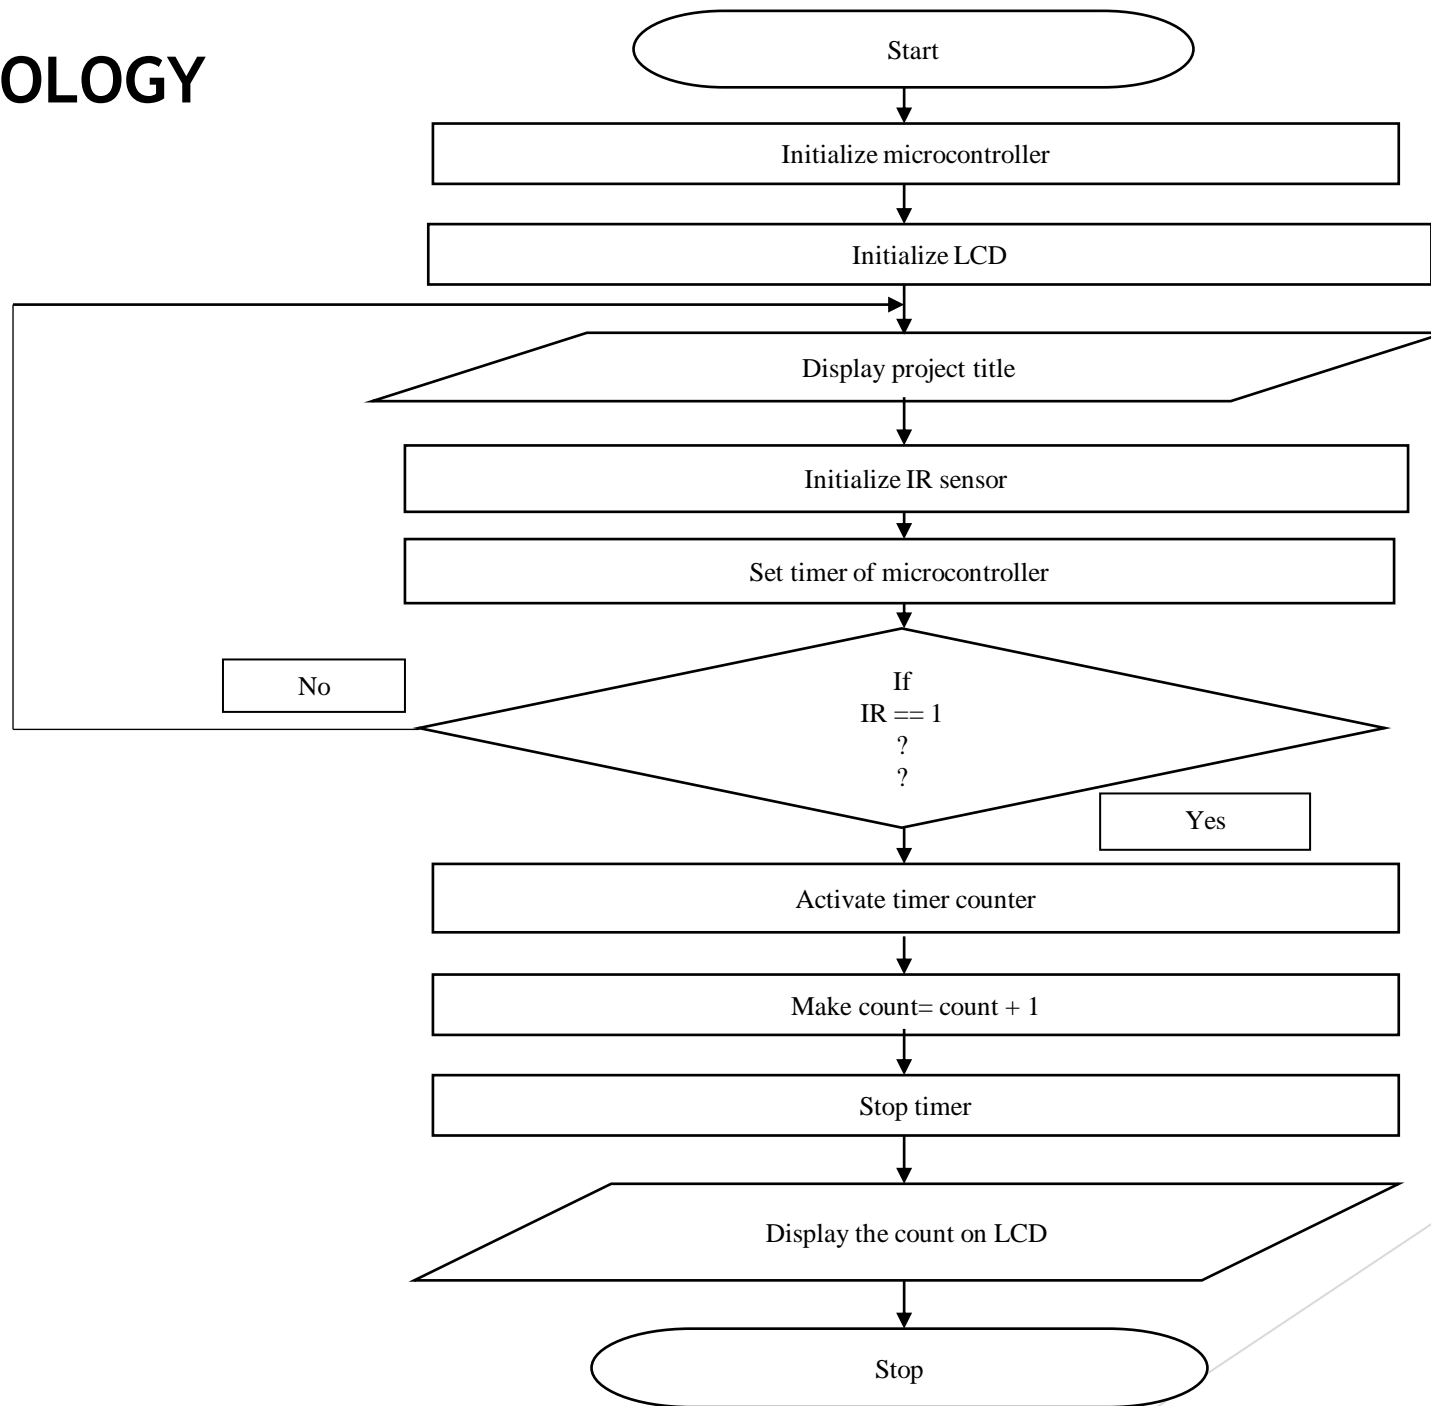 OLOGY
Start
Initialize microcontroller
Initialize LCD
Display project title
Initialize IR sensor
Set timer of microcontroller
No
If
IR == 1
?
?
Yes
Activate timer counter
Make count= count + 1
Stop timer
Display the count on LCD
Stop